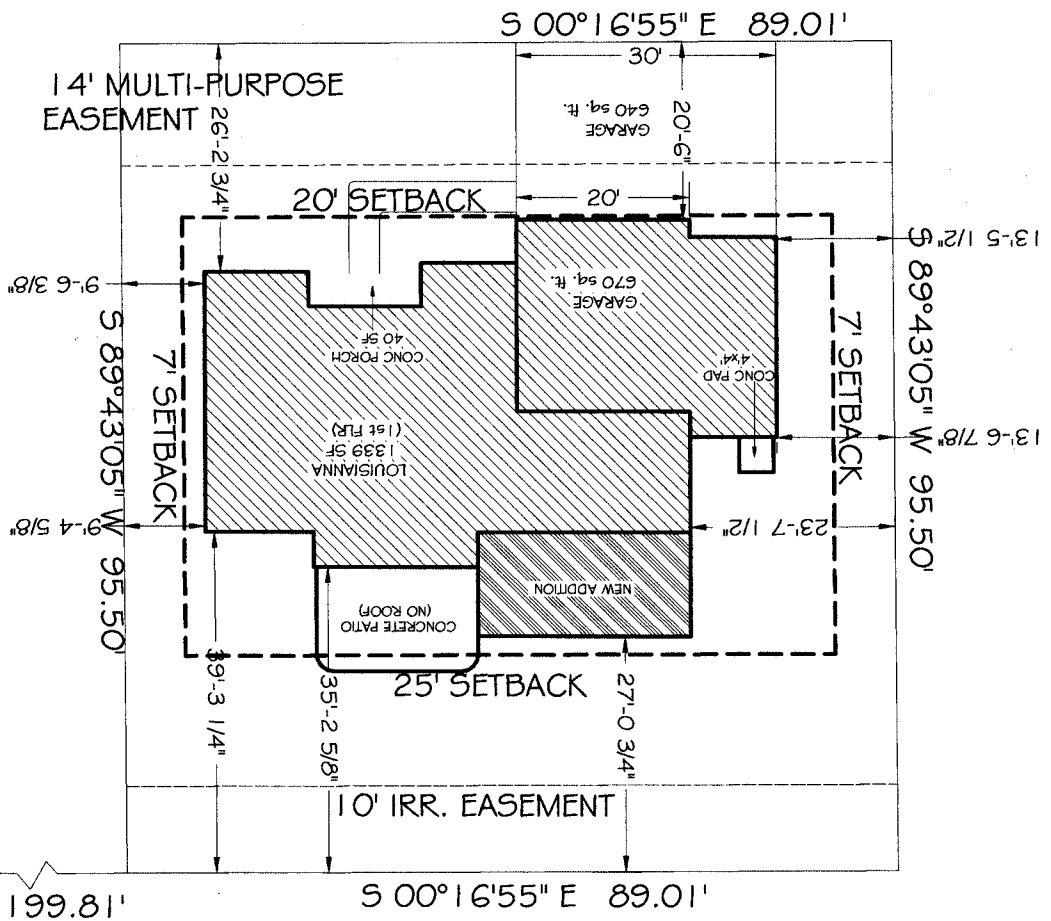 S 00°16'55" E 89.01'
30'
14' MULTI-PURPOSE
EASEMENT
26'-2 3/4"
GARAGE
640 sq. ft.
20'-6"
20' SETBACK
20'
13'-5 1/2"
9'-6 3/8"
GARAGE
670 sq. ft.
S 89°43'05" W 95.50'
7' SETBACK
CONC PORCH
40 SF
CONC PAD
4'x4'
7' SETBACK
S 89°43'05" W 95.50'
LOUISIANNA
1339 SF
(1st FLR)
13'-6 7/8"
9'-4 5/8"
23'-7 1/2"
NEW ADDITION
CONCRETE PATIO
(NO ROOF)
25' SETBACK
39'-3 1/4"
35'-2 5/8"
27'-0 3/4"
10' IRR. EASEMENT
199.81'
S 00°16'55" E 89.01'